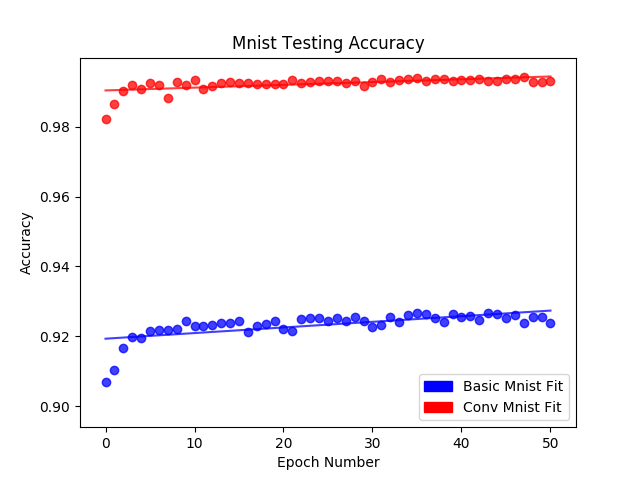 Mnist Testing Accuracy
Accuracy
0.98
0.96
0.94
0.92
0.90
0 10 20 30 40 50
Epoch Number
Basic Mnist Fit
Conv Mnist Fit